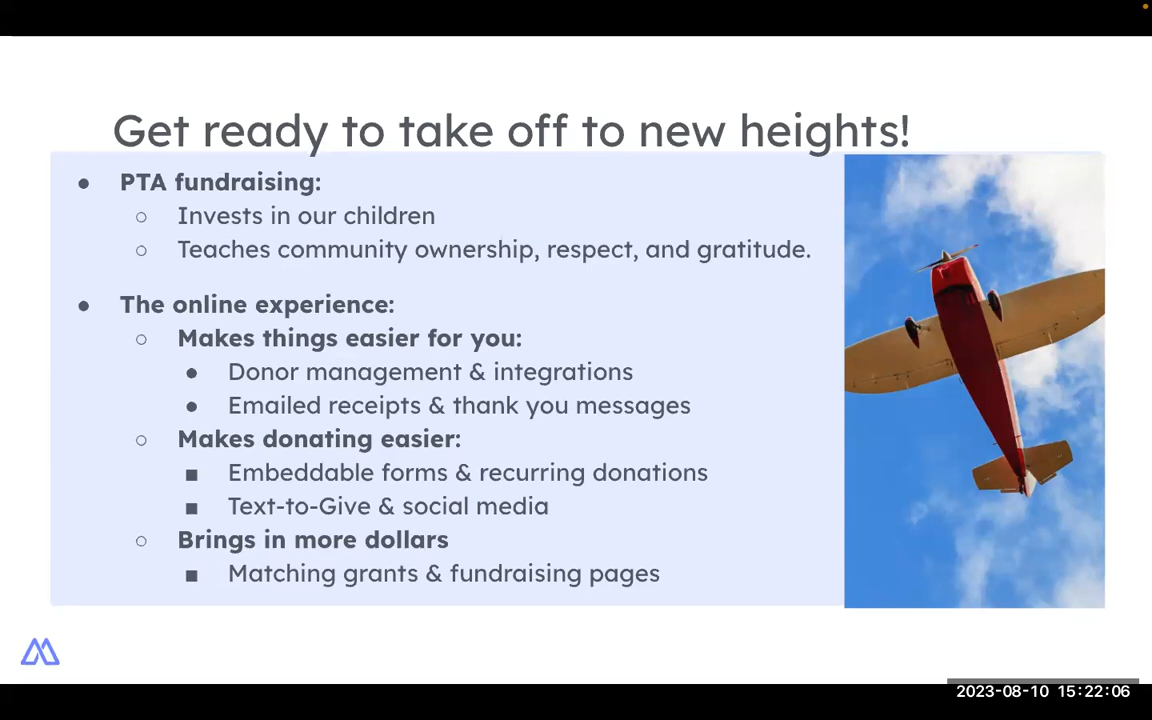 Get ready to take off to new heights!
● PTA fundraising:
○ Invests in our children
○ Teaches community ownership, respect, and gratitude.
● The online experience:
○ Makes things easier for you:
● Donor management & integrations
● Emailed receipts & thank you messages
○ Makes donating easier:
■ Embeddable forms & recurring donations
■ Text-to-Give & social media
○ Brings in more dollars
■ Matching grants & fundraising pages
2023-08-10 15:22:06